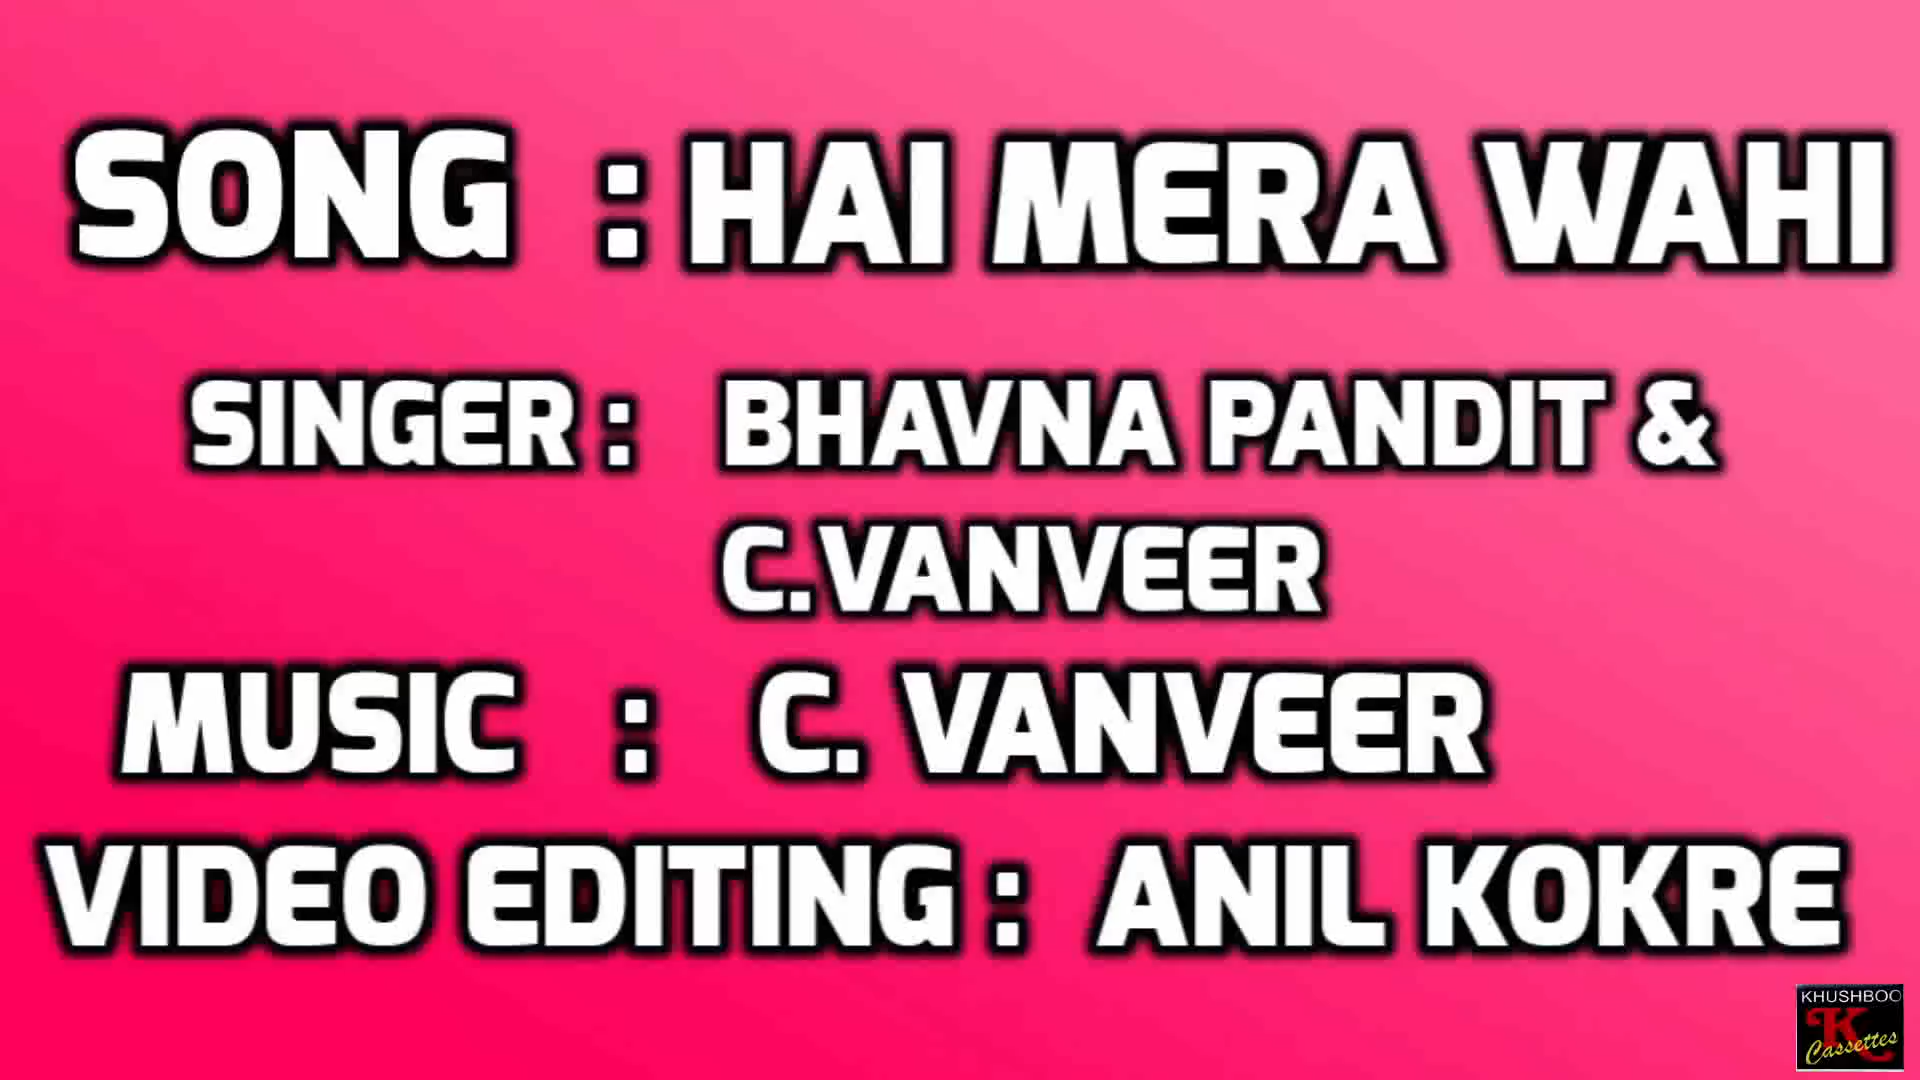 SONG : HAI MERA WAHI
SINGER : BHAVNA PANDIT &
C.VANVEER
MUSIC : C. VANVEER
VIDEO EDITING : ANIL KOKRE
KHUSHBOO
K
Cassettes